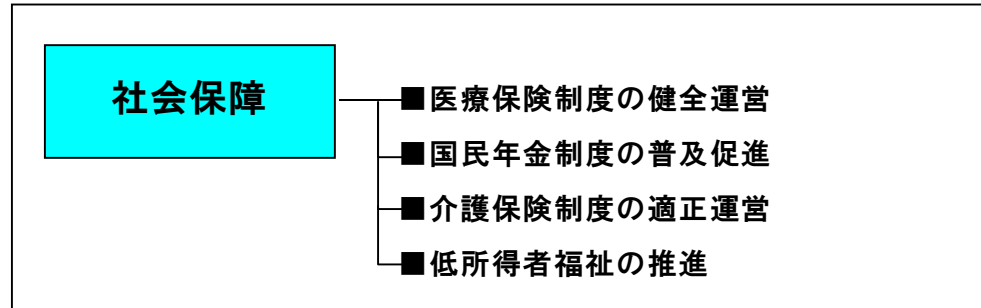 社会保障
■医療保険制度の健全運営
■国民年金制度の普及促進
■介護保険制度の適正運営
■低所得者福祉の推進